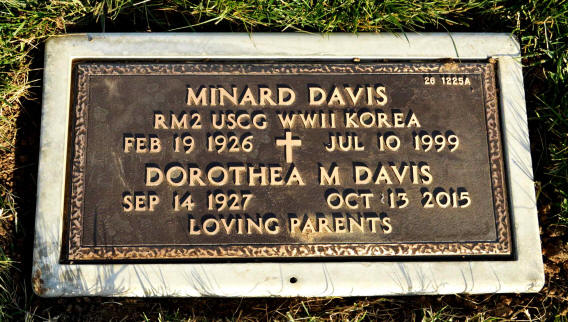 26 1225A
MINARD DAVIS
RM2 USCG WWII KOREA
FEB 19 1926 JUL 10 1999
DOROTHEA M DAVIS
SEP 14 1927 OCT 13 2015
LOVING PARENTS